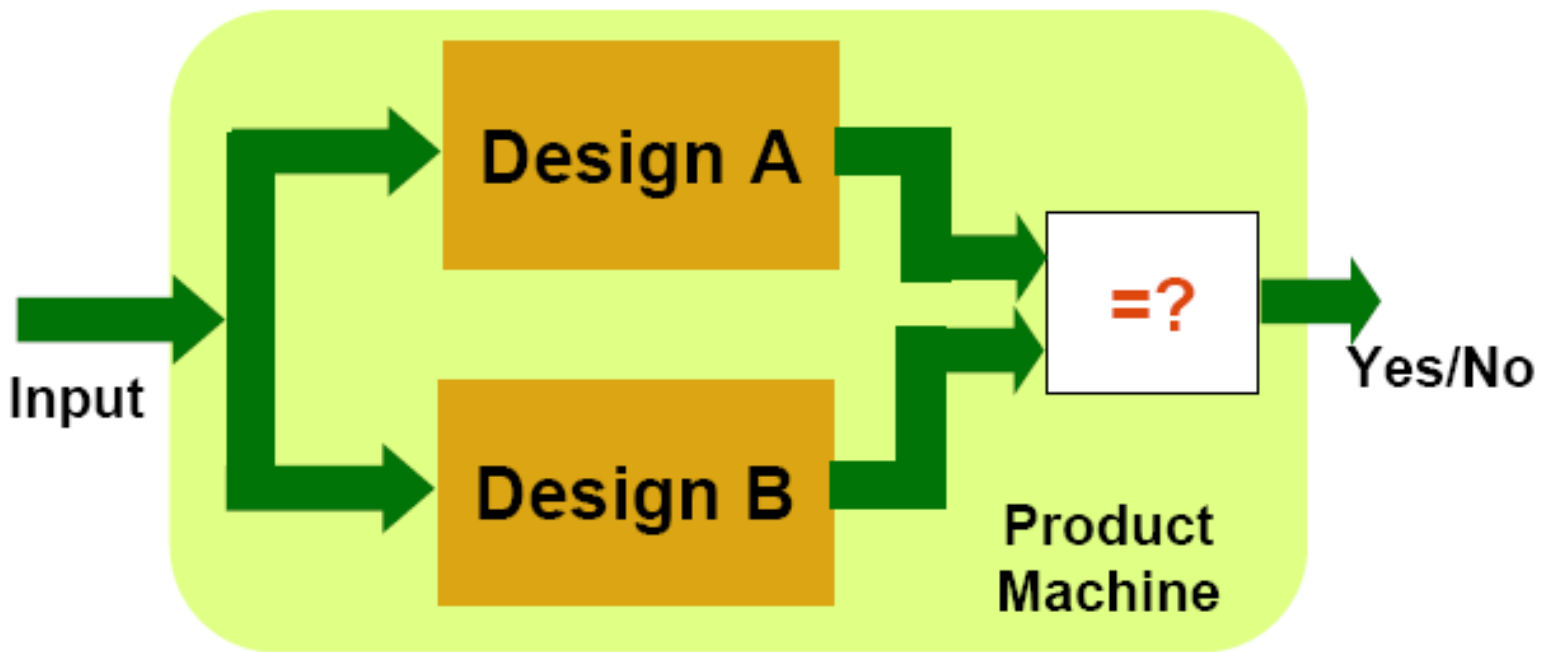 Design A
=?
Input
Yes/No
Design B
Product
Machine